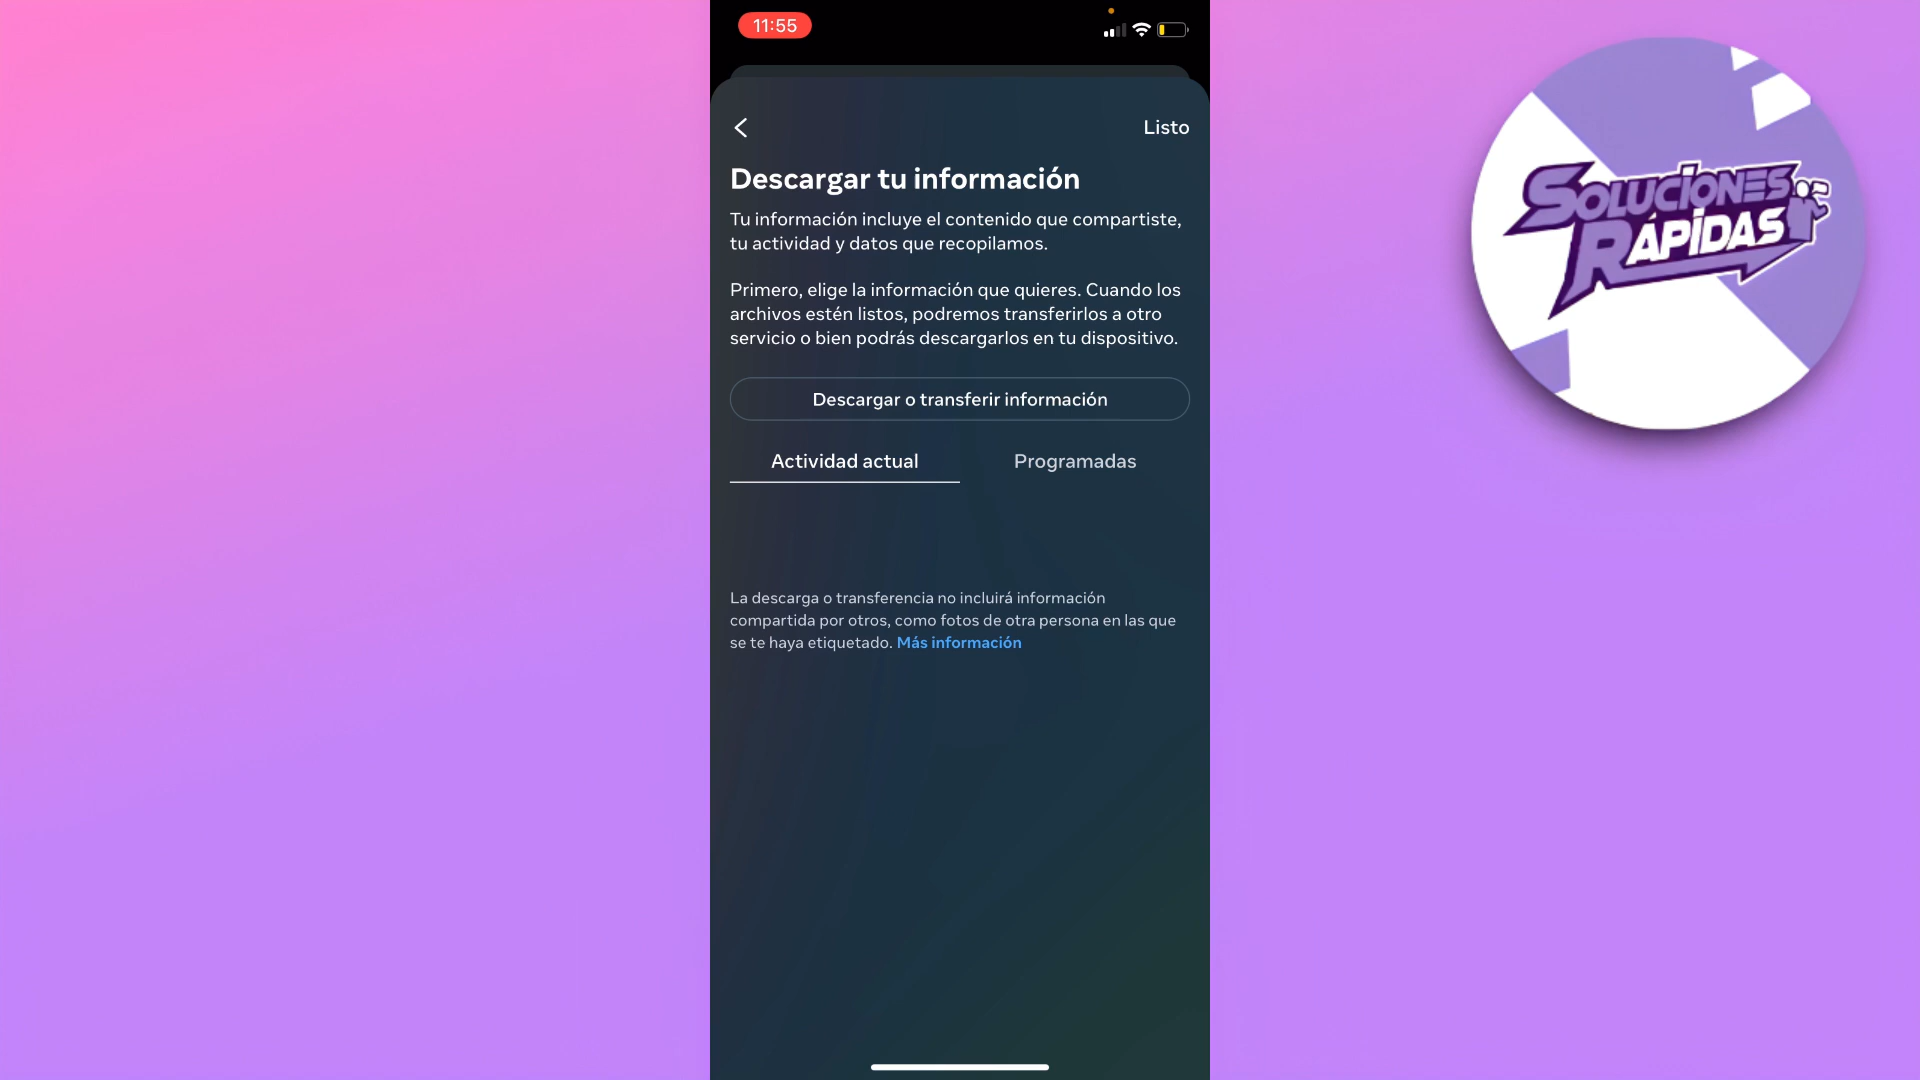 11:55
Listo
Descargar tu información
Tu información incluye el contenido que compartiste,
tu actividad y datos que recopilamos.
Primero, elige la información que quieres. Cuando los
archivos estén listos, podremos transferirlos a otro
servicio o bien podrás descargarlos en tu dispositivo.
Descargar o transferir información
Actividad actual
Programadas
La descarga o transferencia no incluirá información
compartida por otros, como fotos de otra persona en las que
se te haya etiquetado. Más información
SOLUCIONES
RÁPIDAS